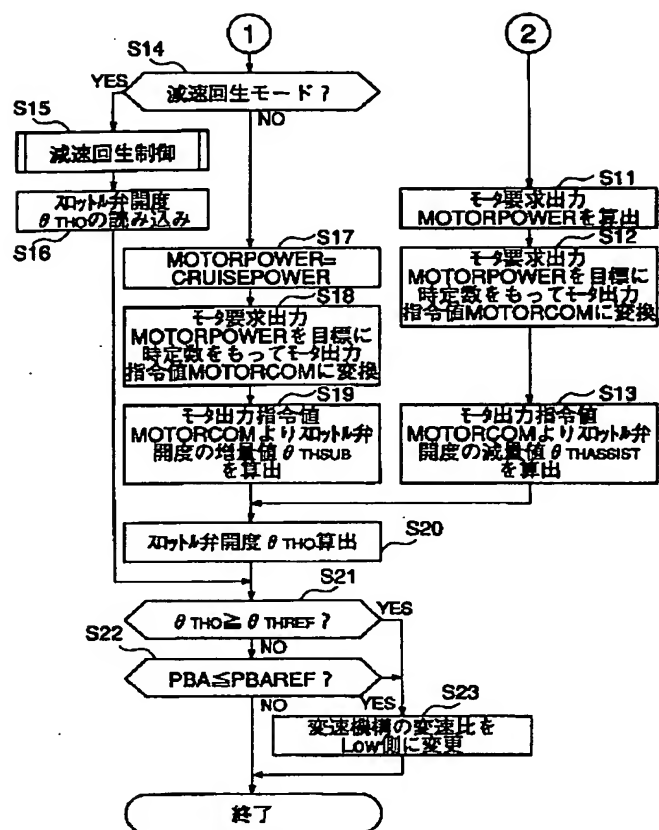 1
2
S14
減速回生モード?
YES
NO
S15
減速回生制御
スロットル弁開度
θTHOの読み込み
S16
S11
モータ要求出力
MOTORPOWERを算出
S12
モータ要求出力
MOTORPOWERを目標に
時定数をもってモータ出力
指令値MOTORCOMに変換
S17
MOTORPOWER=
CRUISEPOWER
S18
モータ要求出力
MOTORPOWERを目標に
時定数をもってモータ出力
指令値MOTORCOMに変換
S19
モータ出力指令値
MOTORCOMよりスロットル弁
開度の増量値θTHSUB
を算出
S13
モータ出力指令値
MOTORCOMよりスロットル弁
開度の減量値θTHASSIST
を算出
スロットル弁開度θTHO算出
S20
S21
θTHO≧θTHREF?
YES
NO
S22
PBA≦PBAREF?
YES
NO
S23
変速機構の変速比を
Low側に変更
終了